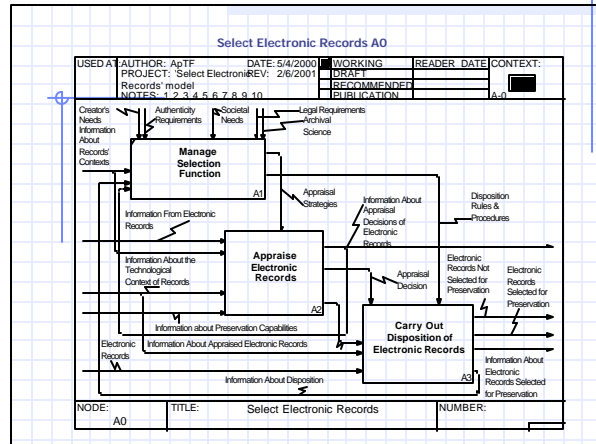 Select Electronic Records A0
USED AT: AUTHOR: ApTF DATE: 5/4/2000 WORKING READER DATE CONTEXT:
PROJECT: 'Select Electronic REV: 2/6/2001 DRAFT
Records' model RECOMMENDED
NOTES: 1 2 3 4 5 6 7 8 9 10 PUBLICATION A-0
Creator's
Needs
Information
About
Records'
Contexts
Authenticity
Requirements
Societal
Needs
Legal Requirements
Archival
Science
Manage
Selection
Function
A1
Appraisal
Strategies
Information About
Appraisal
Decisions of
Electronic
Records
Disposition
Rules &
Procedures
Information From Electronic
Records
Appraise
Electronic
Records
A2
Information About the
Technological
Context of Records
Appraisal
Decision
Electronic
Records Not
Selected for
Preservation
Electronic
Records
Selected for
Preservation
Information about Preservation Capabilities
Electronic
Records
Information About Appraised Electronic Records
Carry Out
Disposition of
Electronic Records
A3
Information About
Electronic
Records Selected
for Preservation
Information About Disposition
NODE: TITLE: Select Electronic Records NUMBER:
A0